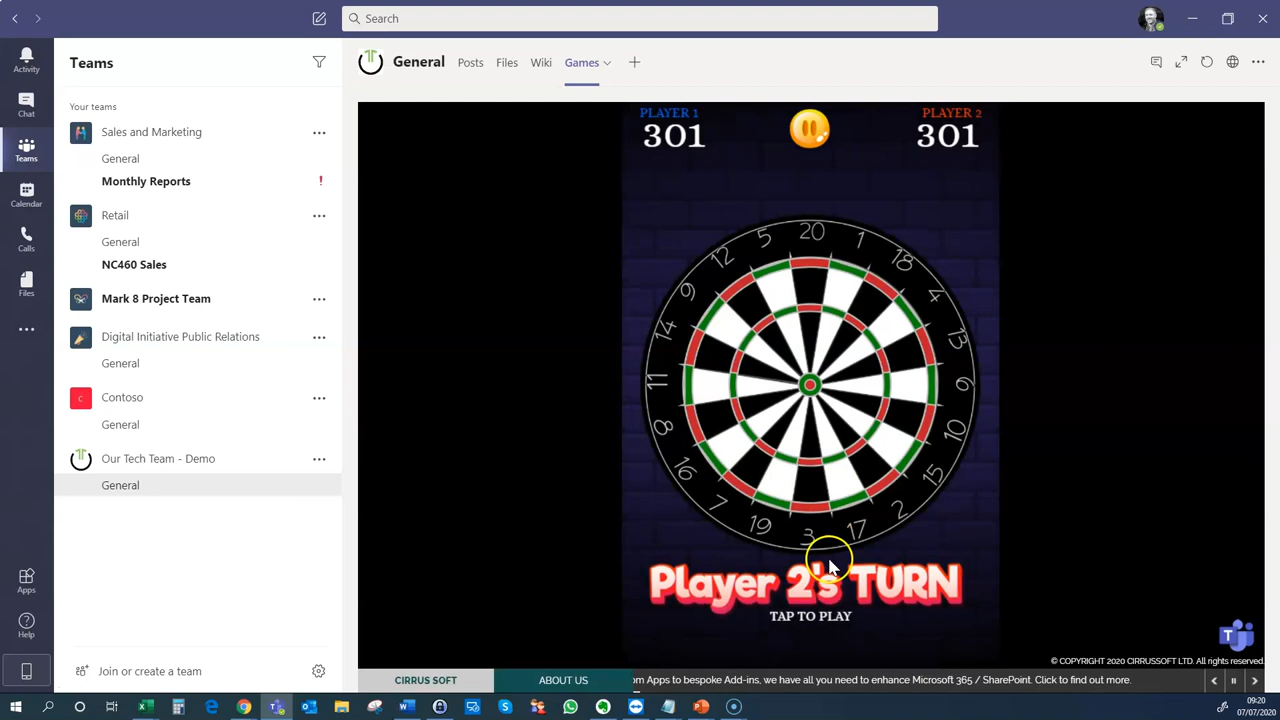 Search
Activity
Chat
Teams
Calendar
Calls
Files
Apps
Help
Teams
Your teams
Sales and Marketing
General
Monthly Reports
!
Retail
General
NC460 Sales
Mark 8 Project Team
Digital Initiative Public Relations
General
C
Contoso
General
Our Tech Team - Demo
General
Join or create a team
General
Posts
Files
Wiki
Games
PLAYER 1
301
PLAYER 2
301
20
1
18
4
13
6
10
15
2
17
3
19
7
16
8
11
14
9
12
5
Player 2's TURN
TAP TO PLAY
T
© COPYRIGHT 2020 CIRRUSSOFT LTD. All rights reserved.
CIRRUS SOFT
ABOUT US
om Apps to bespoke Add-ins, we have all you need to enhance Microsoft 365 / SharePoint. Click to find out more.
09:20
07/07/2020